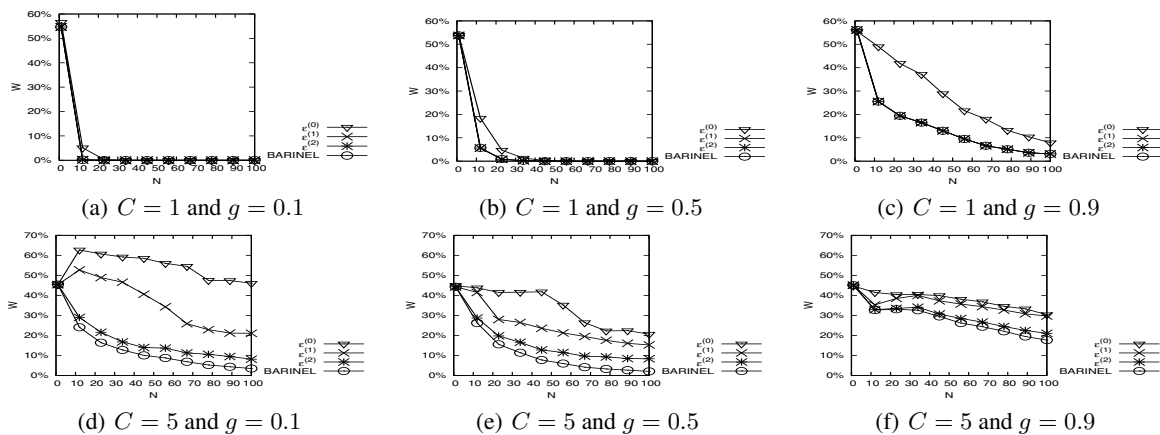 60%
50%
40%
30%
20%
10%
0%
W
0 10 20 30 40 50 60 70 80 90 100
N
ε(0)
ε(1)
ε(2)
BARINEL
(a) C = 1 and g = 0.1
60%
50%
40%
30%
20%
10%
0%
W
0 10 20 30 40 50 60 70 80 90 100
N
ε(0)
ε(1)
ε(2)
BARINEL
(b) C = 1 and g = 0.5
60%
50%
40%
30%
20%
10%
0%
W
0 10 20 30 40 50 60 70 80 90 100
N
ε(0)
ε(1)
ε(2)
BARINEL
(c) C = 1 and g = 0.9
70%
60%
50%
40%
30%
20%
10%
0%
W
0 10 20 30 40 50 60 70 80 90 100
N
ε(0)
ε(1)
ε(2)
BARINEL
(d) C = 5 and g = 0.1
70%
60%
50%
40%
30%
20%
10%
0%
W
0 10 20 30 40 50 60 70 80 90 100
N
ε(0)
ε(1)
ε(2)
BARINEL
(e) C = 5 and g = 0.5
70%
60%
50%
40%
30%
20%
10%
0%
W
0 10 20 30 40 50 60 70 80 90 100
N
ε(0)
ε(1)
ε(2)
BARINEL
(f) C = 5 and g = 0.9